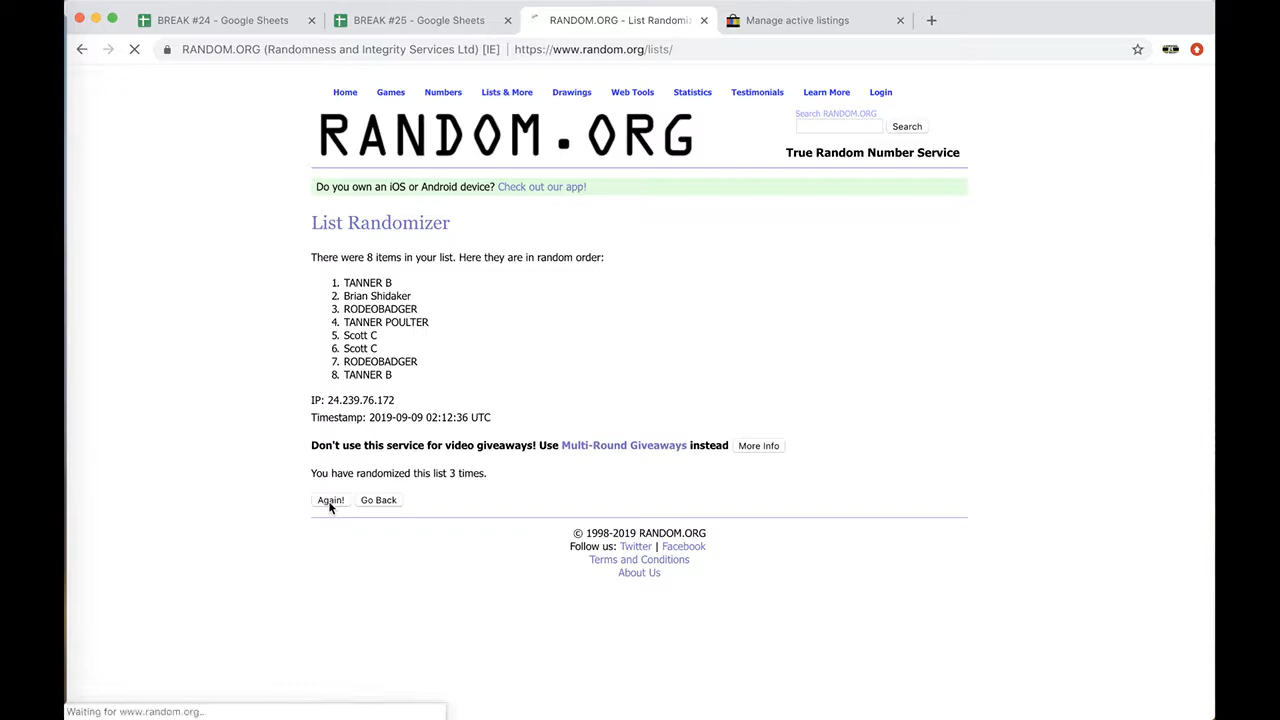 BREAK #24 - Google Sheets
BREAK #25 - Google Sheets
RANDOM.ORG - List Randomiz
Manage active listings
RANDOM.ORG (Randomness and Integrity Services Ltd) [IE]
https://www.random.org/lists/
Home Games Numbers Lists & More Drawings Web Tools Statistics Testimonials Learn More Login
Search RANDOM.ORG
RANDOM.ORG
Search
True Random Number Service
Do you own an iOS or Android device? Check out our app!
List Randomizer
There were 8 items in your list. Here they are in random order:
1. TANNER B
2. Brian Shidaker
3. RODEOBADGER
4. TANNER POULTER
5. Scott C
6. Scott C
7. RODEOBADGER
8. TANNER B
IP: 24.239.76.172
Timestamp: 2019-09-09 02:12:36 UTC
Don't use this service for video giveaways! Use Multi-Round Giveaways instead More Info
You have randomized this list 3 times.
Again! Go Back
© 1998-2019 RANDOM.ORG
Follow us: Twitter | Facebook
Terms and Conditions
About Us
Waiting for www.random.org...